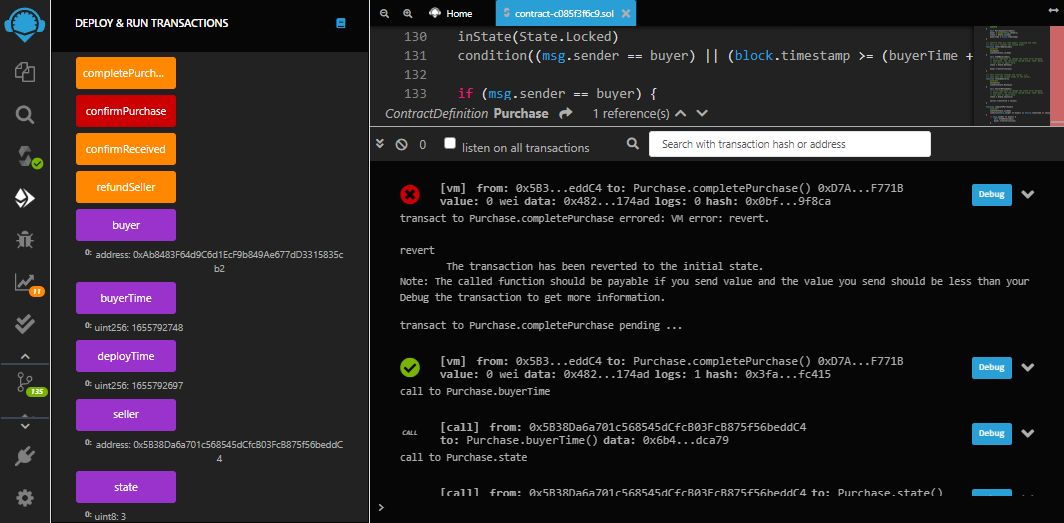 DEPLOY & RUN TRANSACTIONS
completePurch...
confirmPurchase
confirmReceived
refundSeller
buyer
0: address: 0xAb8483F64d9C6d1EcF9b849Ae677dD3315835c
b2
buyerTime
0: uint256: 1655792748
deployTime
0: uint256: 1655792697
seller
0: address: 0x5B38Da6a701c568545dCfcB03FcB875f56beddC
4
state
0: uint8: 3
11
135
Home
contract-c085f3f6c9.sol
130 inState(State.Locked)
131 condition((msg.sender == buyer) || (block.timestamp >= (buyerTime +
132
133 if (msg.sender == buyer) {
ContractDefinition Purchase 1 reference(s)
0 listen on all transactions
Search with transaction hash or address
[vm] from: 0x5B3...eddC4 to: Purchase.completePurchase() 0xD7A...F771B
value: 0 wei data: 0x482...174ad logs: 0 hash: 0x0bf...9f8ca
Debug
transact to Purchase.completePurchase errored: VM error: revert.
revert
The transaction has been reverted to the initial state.
Note: The called function should be payable if you send value and the value you send should be less than your
Debug the transaction to get more information.
transact to Purchase.completePurchase pending ...
[vm] from: 0x5B3...eddC4 to: Purchase.completePurchase() 0xD7A...F771B
value: 0 wei data: 0x482...174ad logs: 1 hash: 0x3fa...fc415
Debug
call to Purchase.buyerTime
CALL
[call] from: 0x5B38Da6a701c568545dCfcB03FcB875f56beddC4
to: Purchase.buyerTime() data: 0x6b4...dca79
Debug
call to Purchase.state
[call] from: 0x5B38Da6a701c568545dCfcB03FcB875f56beddC4 to: Purchase.state()
>